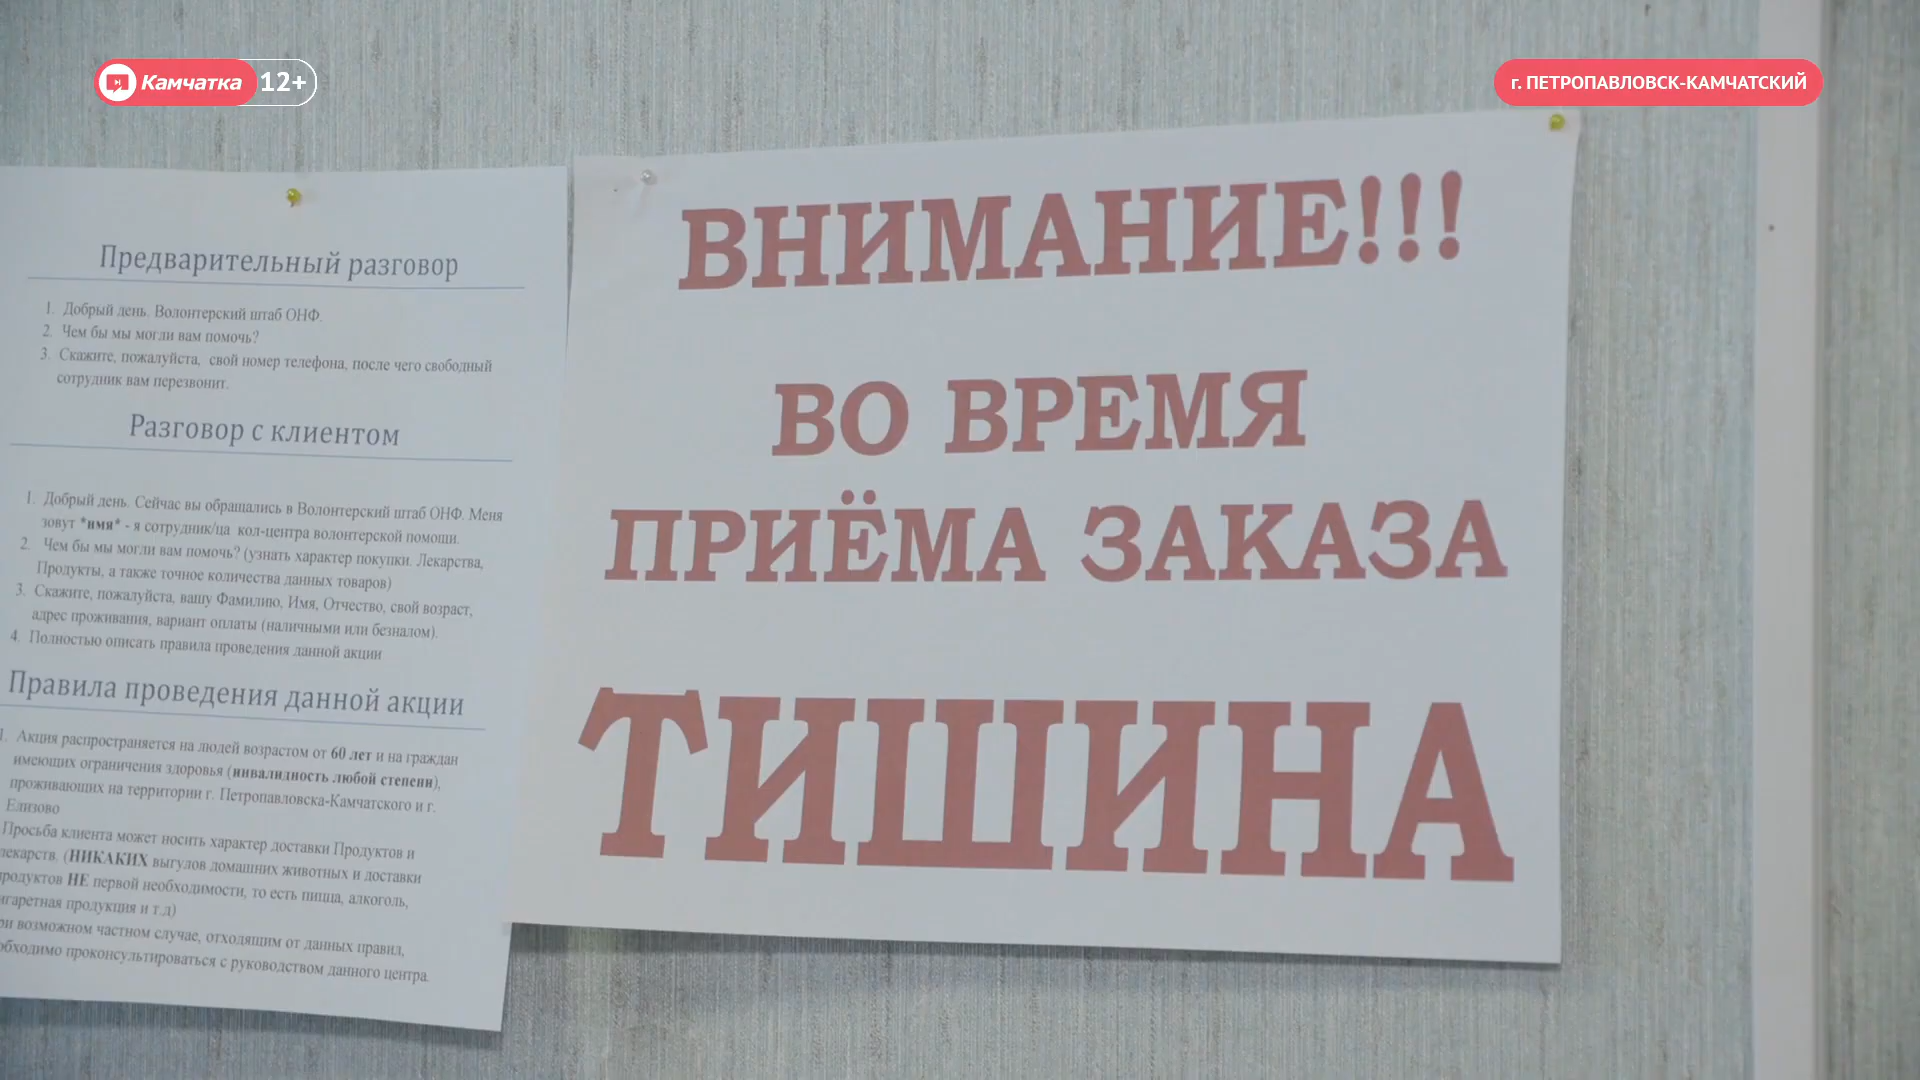 Камчатка 12+
г. ПЕТРОПАВЛОВСК-КАМЧАТСКИЙ
Предварительный разговор
1. Добрый день. Волонтерский штаб ОНФ.
2. Чем бы мы могли вам помочь?
3. Скажите, пожалуйста, свой номер телефона, после чего свободный
сотрудник вам перезвонит.
Разговор с клиентом
1. Добрый день. Сейчас вы обращались в Волонтерский штаб ОНФ. Меня
зовут *имя* - я сотрудник/ца кол-центра волонтерской помощи.
2. Чем бы мы могли вам помочь? (узнать характер покупки. Лекарства,
Продукты, а также точное количества данных товаров)
3. Скажите, пожалуйста, вашу Фамилию, Имя, Отчество, свой возраст,
адрес проживания, вариант оплаты (наличными или безналом).
4. Полностью описать правила проведения данной акции
Правила проведения данной акции
1. Акция распространяется на людей возрастом от 60 лет и на граждан
имеющих ограничения здоровья (инвалидность любой степени),
проживающих на территории г. Петропавловска-Камчатского и г.
Елизово
Просьба клиента может носить характер доставки Продуктов и
лекарств. (НИКАКИХ выгулов домашних животных и доставки
продуктов НЕ первой необходимости, то есть пицца, алкоголь,
игаретная продукция и т.д)
ри возможном частном случае, отходящим от данных правил,
обходимо проконсультироваться с руководством данного центра.
ВНИМАНИЕ!!!
ВО ВРЕМЯ
ПРИЁМА ЗАКАЗА
ТИШИНА